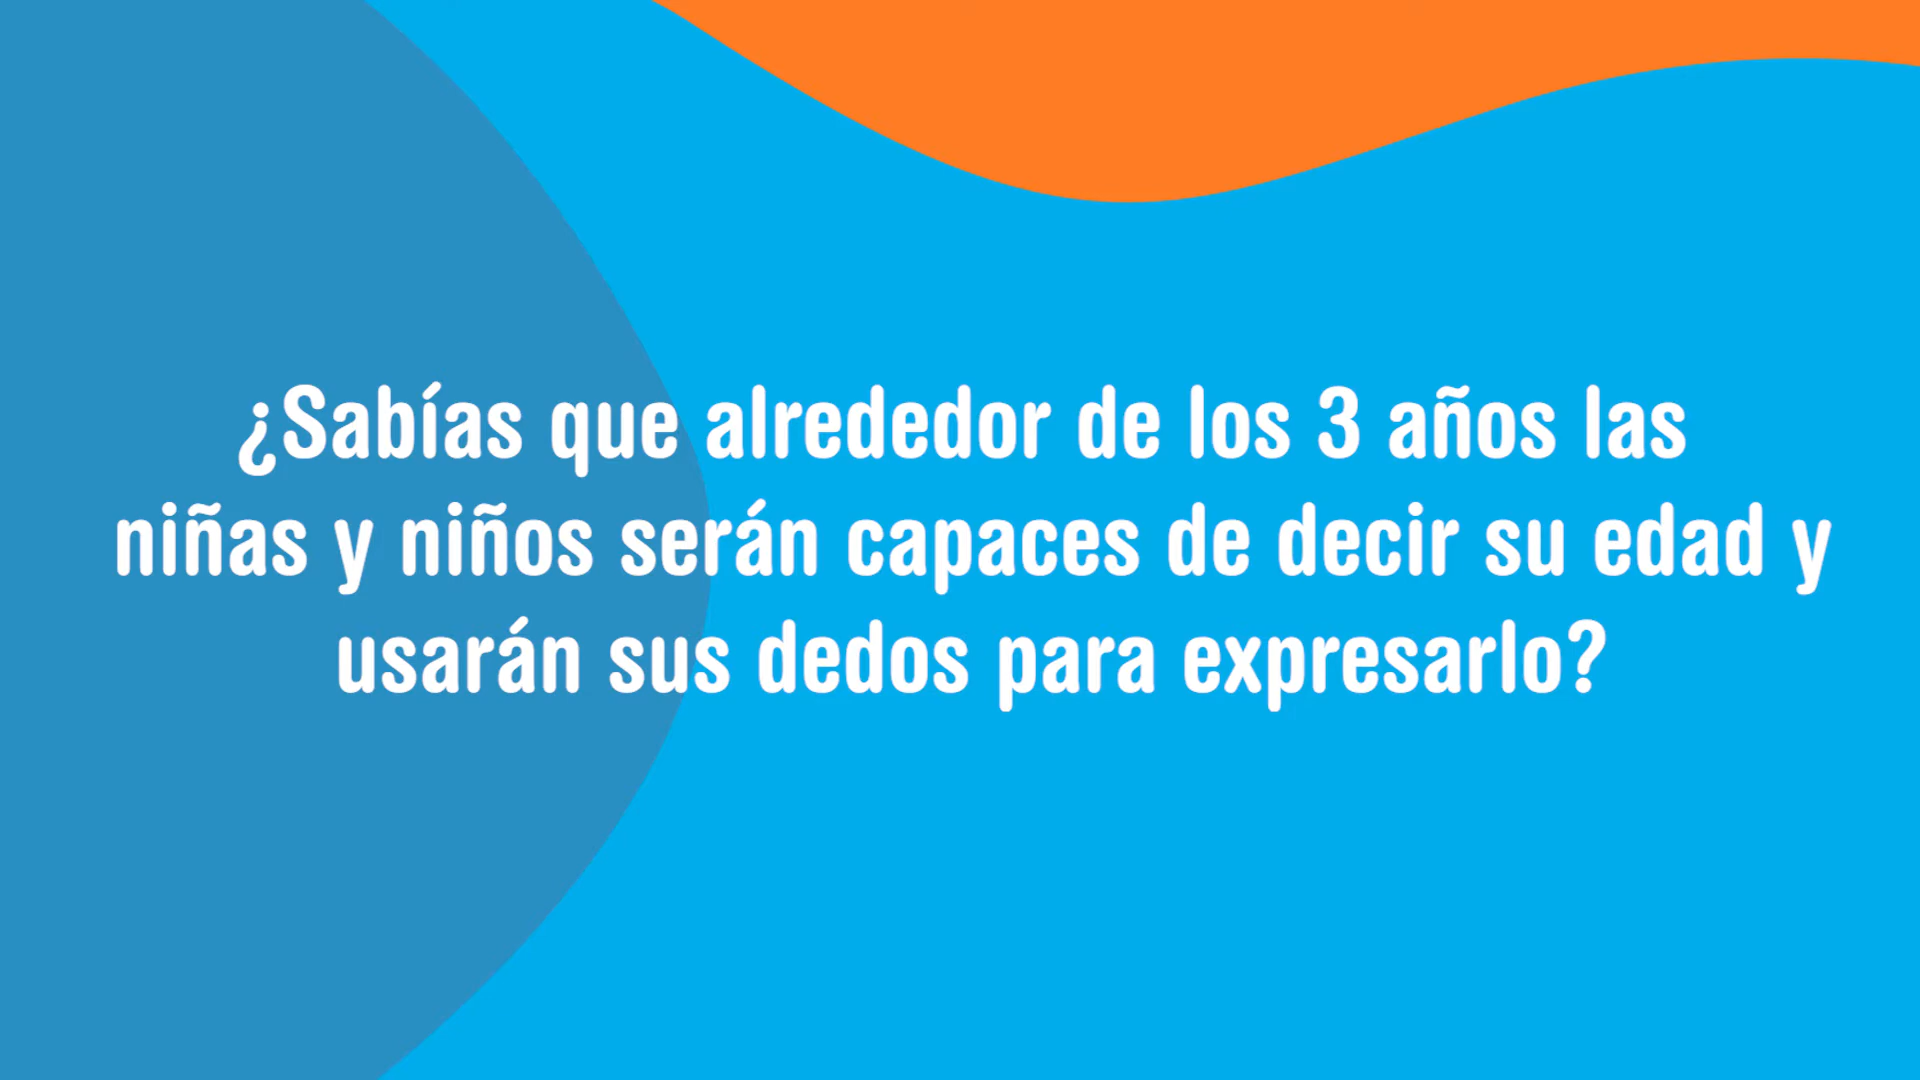 ¿Sabías que alrededor de los 3 años las
niñas y niños serán capaces de decir su edad y
usarán sus dedos para expresarlo?